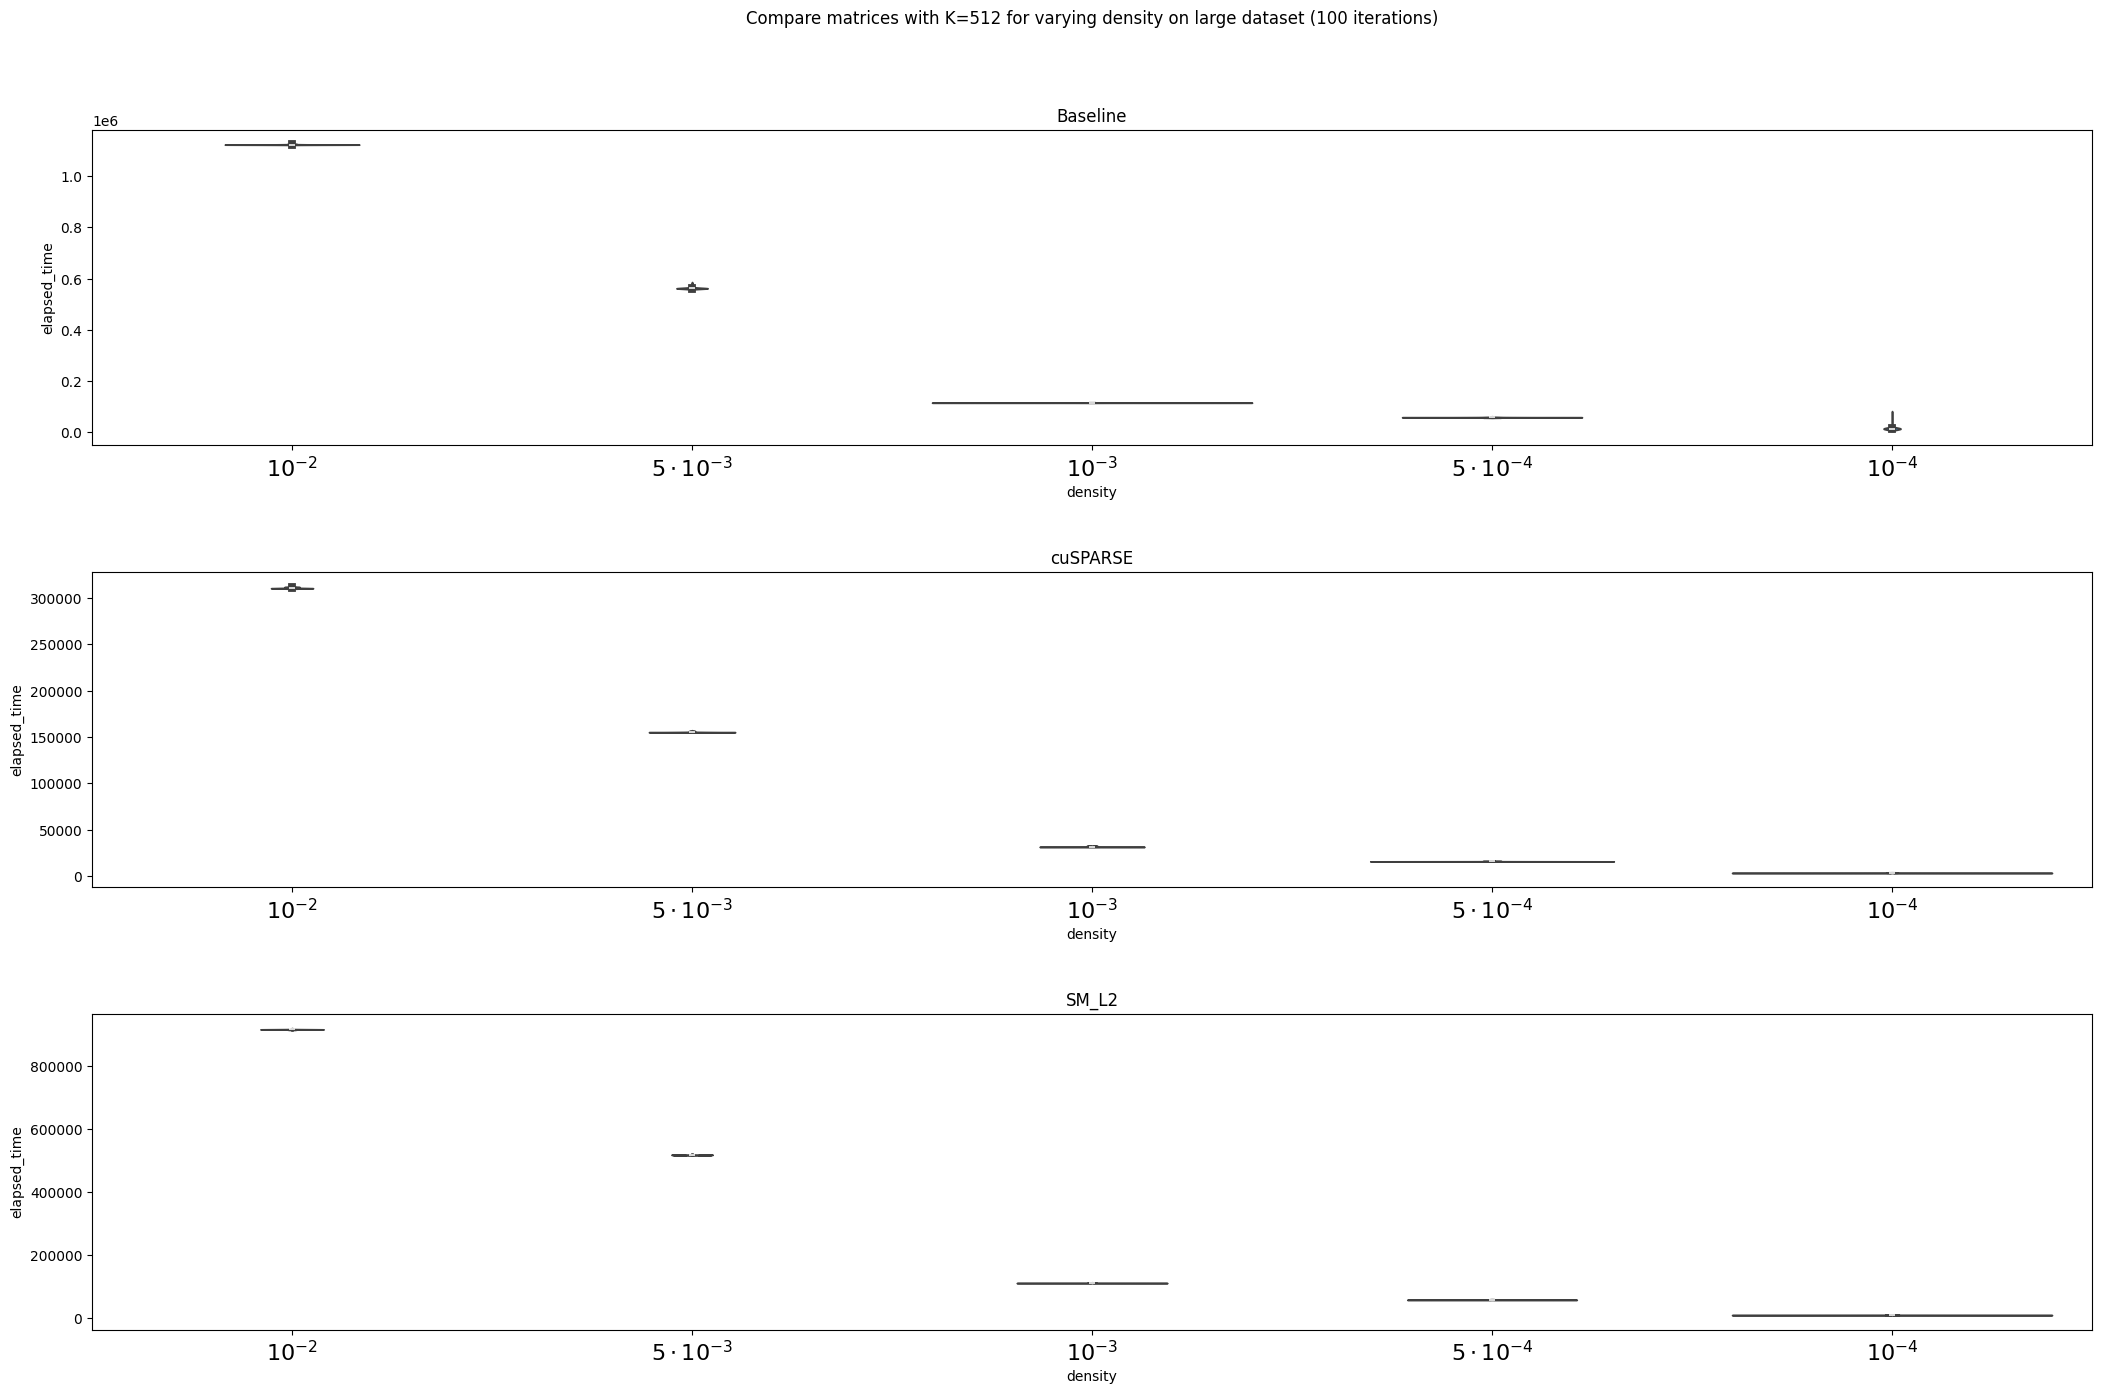 Compare matrices with K=512 for varying density on large dataset (100 iterations)
Baseline
1e6
1.0
0.8
0.6
0.4
0.2
0.0
elapsed_time
10⁻² 5·10⁻³ 10⁻³ 5·10⁻⁴ 10⁻⁴
density
cuSPARSE
300000
250000
200000
150000
100000
50000
0
elapsed_time
10⁻² 5·10⁻³ 10⁻³ 5·10⁻⁴ 10⁻⁴
density
SM_L2
800000
600000
400000
200000
0
elapsed_time
10⁻² 5·10⁻³ 10⁻³ 5·10⁻⁴ 10⁻⁴
density